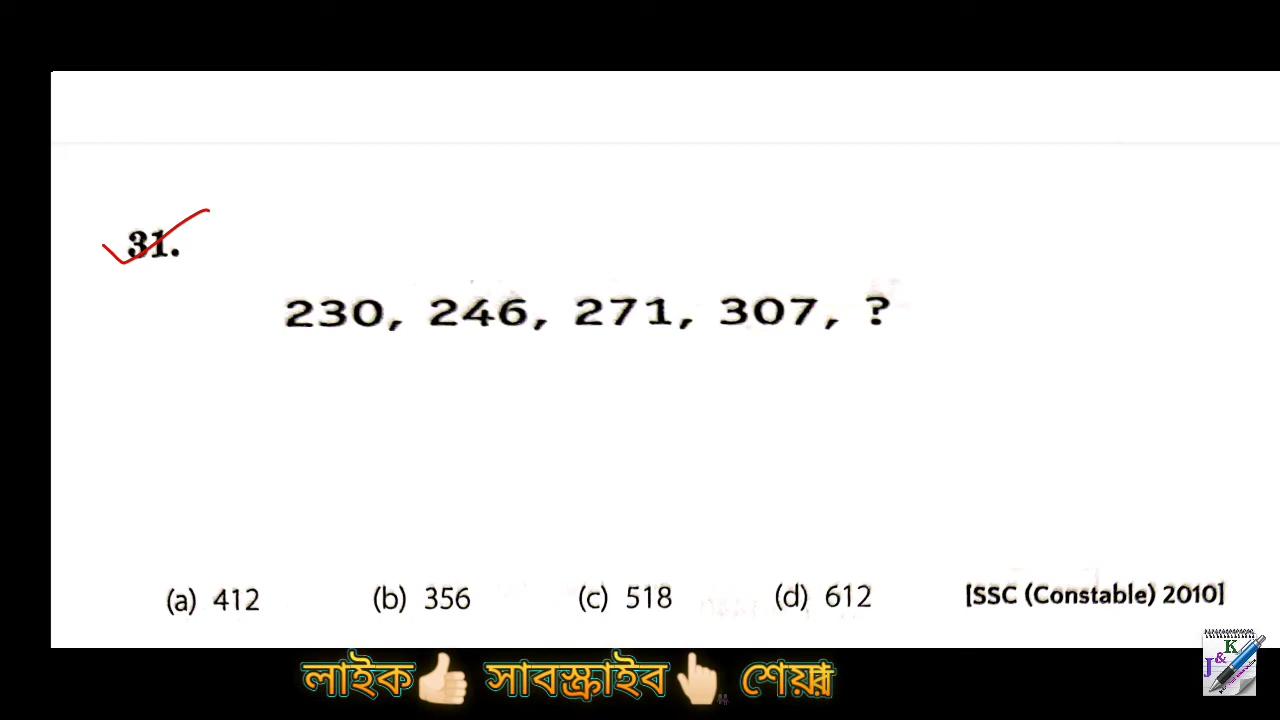 31.
230, 246, 271, 307, ?
(a) 412 (b) 356 (c) 518 (d) 612 [SSC (Constable) 2010]
লাইক 👍🏻 সাবস্ক্রাইব 👆🏻 শেয়ার
J&K